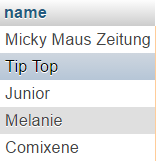 name
Micky Maus Zeitung
Tip Top
Junior
Melanie
Comixene